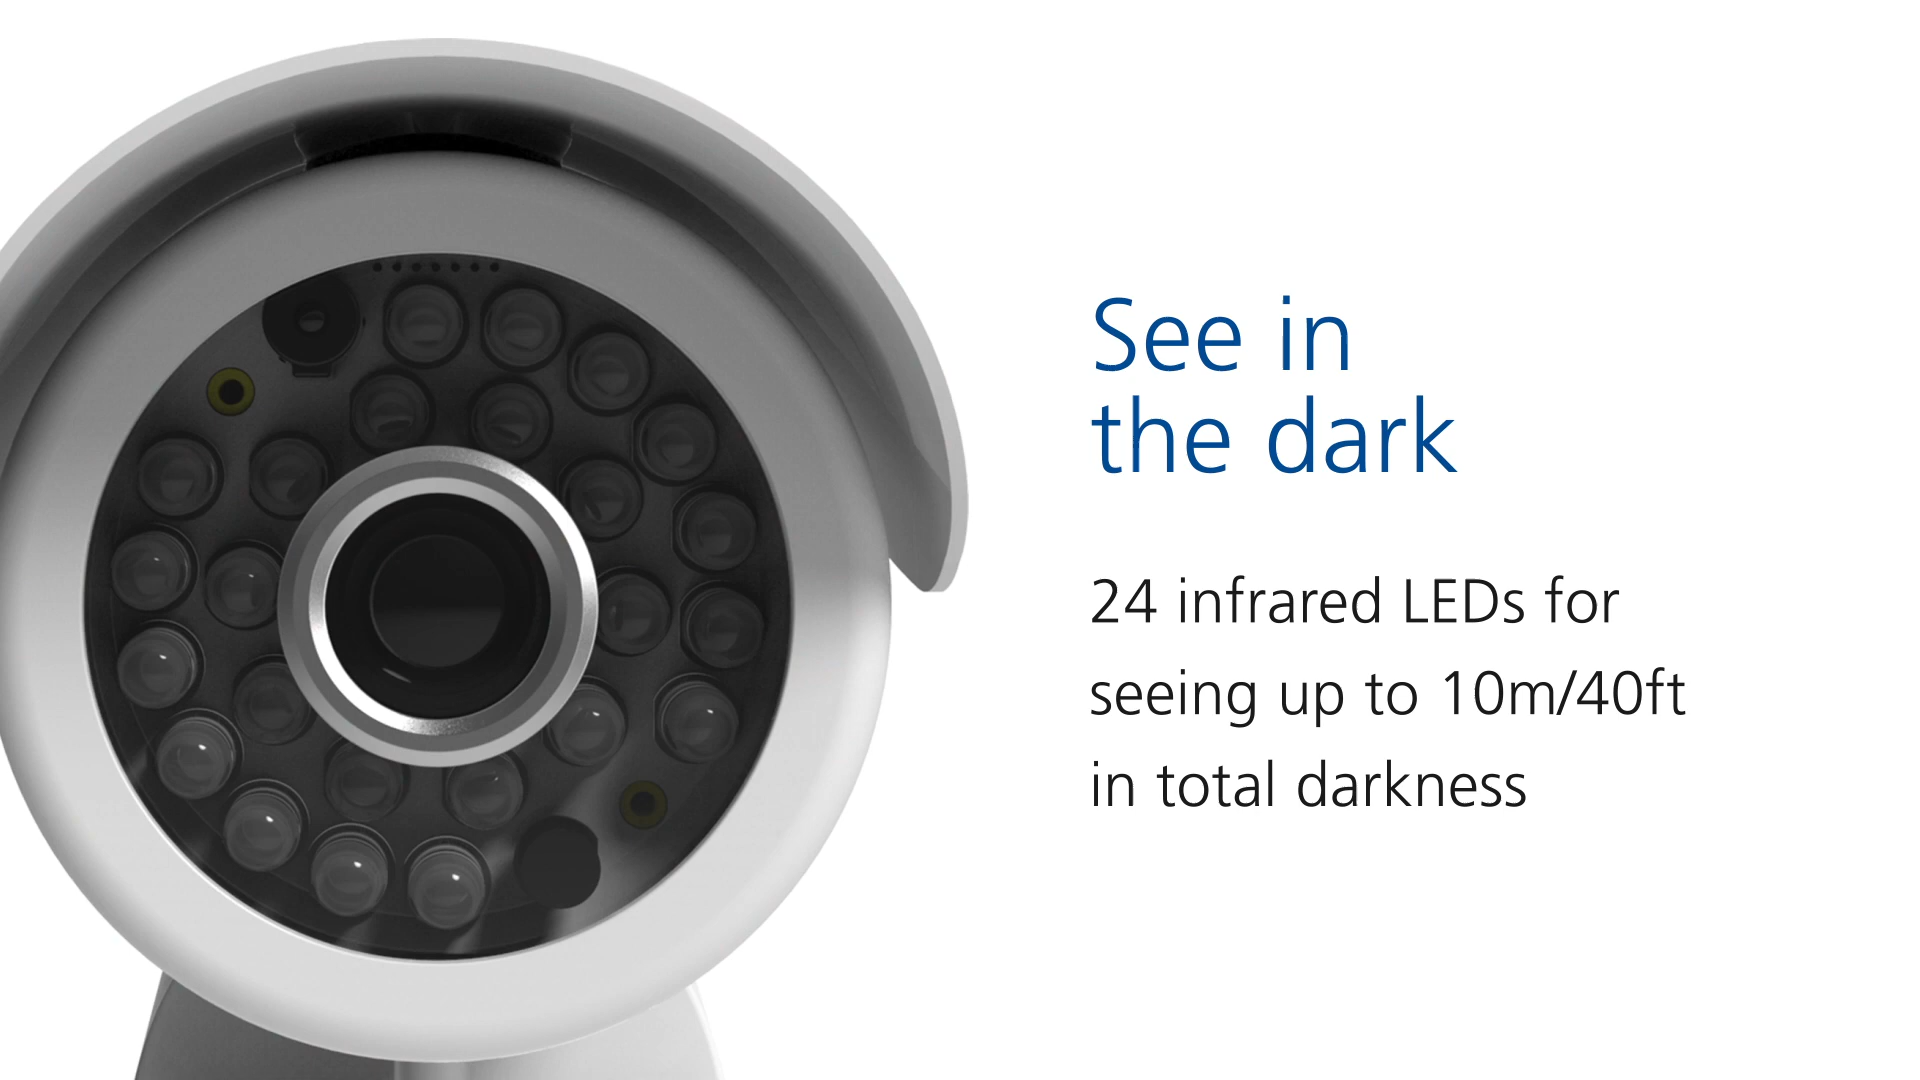 See in
the dark
24 infrared LEDs for
seeing up to 10m/40ft
in total darkness